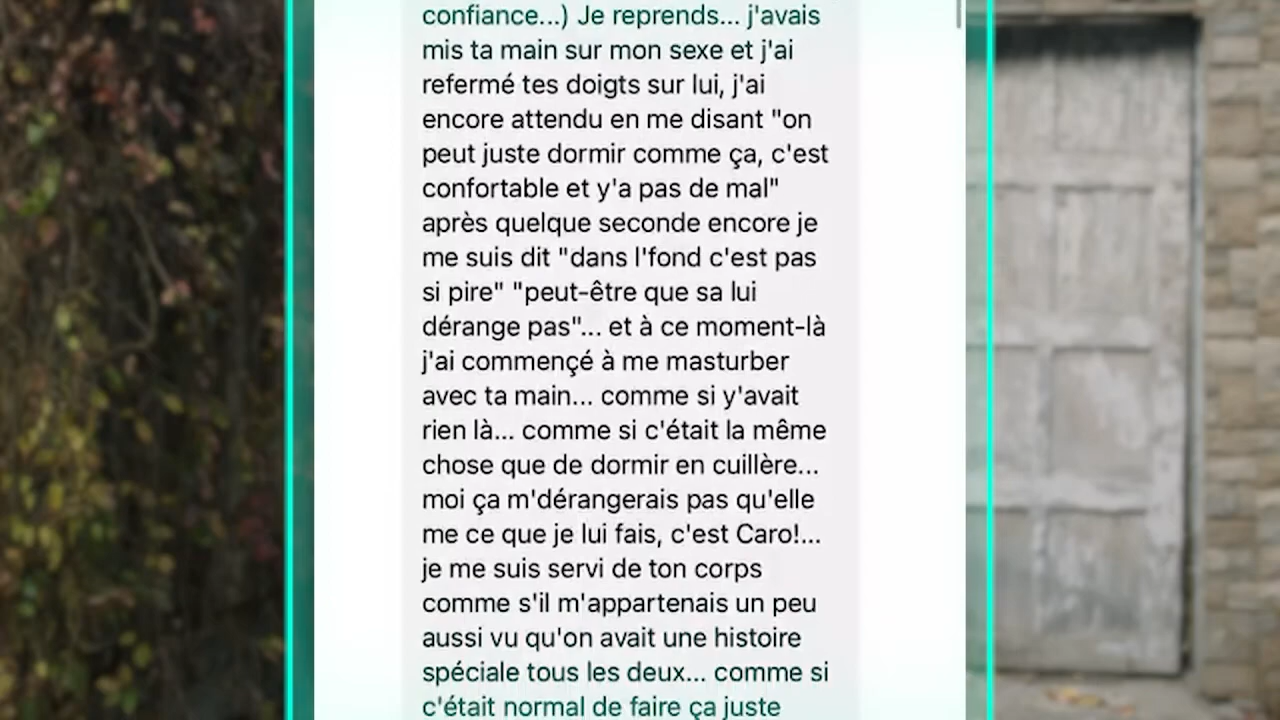 confiance...) Je reprends... j'avais
mis ta main sur mon sexe et j'ai
refermé tes doigts sur lui, j'ai
encore attendu en me disant "on
peut juste dormir comme ça, c'est
confortable et y'a pas de mal"
après quelque seconde encore je
me suis dit "dans l'fond c'est pas
si pire" "peut-être que sa lui
dérange pas"... et à ce moment-là
j'ai commençé à me masturber
avec ta main... comme si y'avait
rien là... comme si c'était la même
chose que de dormir en cuillère...
moi ça m'dérangerais pas qu'elle
me ce que je lui fais, c'est Caro!...
je me suis servi de ton corps
comme s'il m'appartenais un peu
aussi vu qu'on avait une histoire
spéciale tous les deux... comme si
c'était normal de faire ça juste